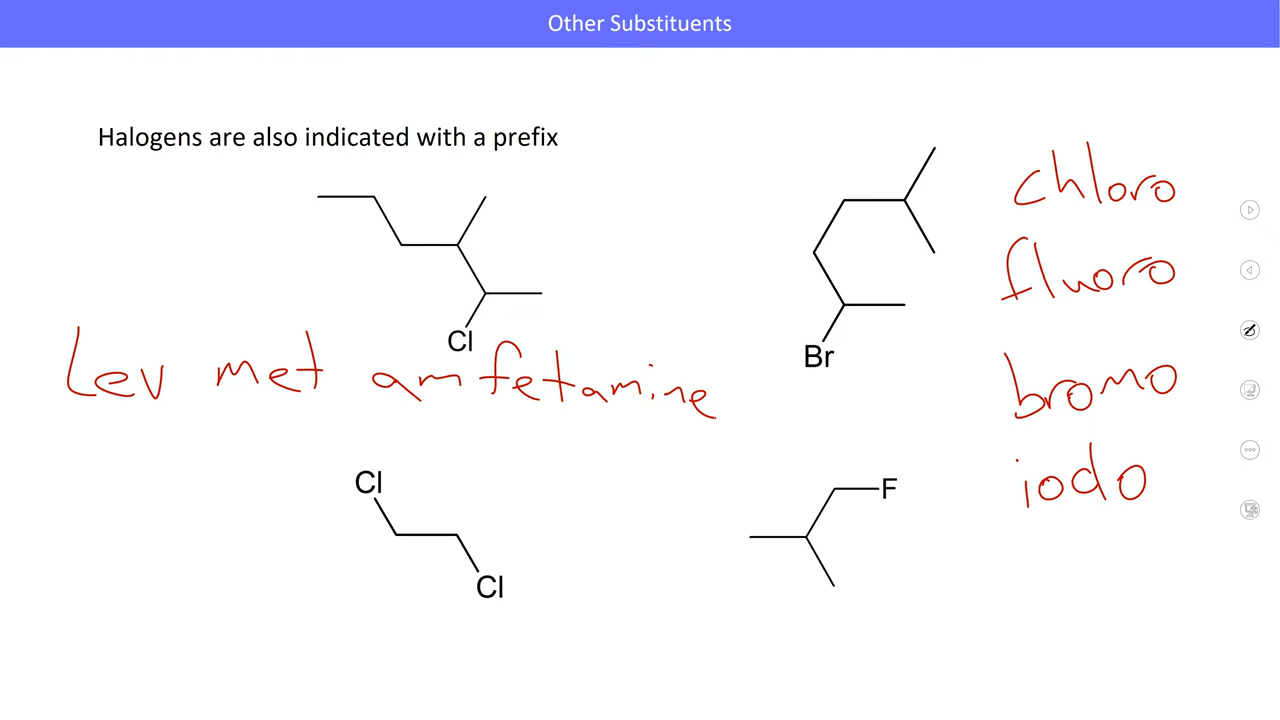 Other Substituents
Halogens are also indicated with a prefix
chloro
fluoro
Cl
Br
Lev met amfetamine
bromo
iodo
Cl
F
Cl